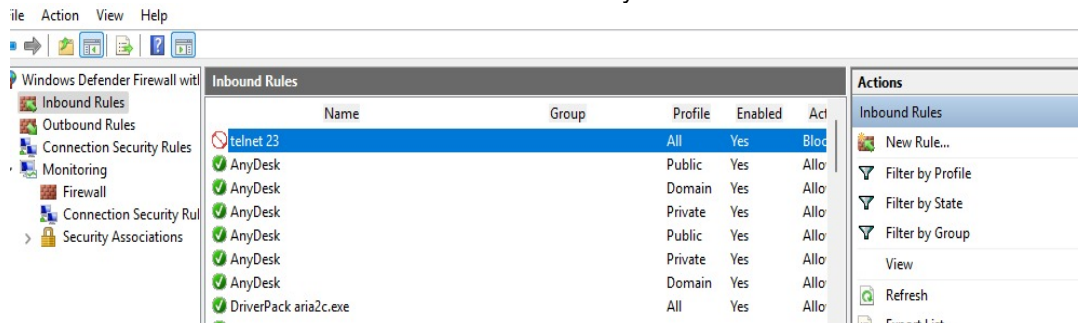 ile Action View Help
Windows Defender Firewall witl
Inbound Rules
Outbound Rules
Connection Security Rules
Monitoring
Firewall
Connection Security Rul
Security Associations
Inbound Rules
Name Group Profile Enabled Act
telnet 23 All Yes Bloc
AnyDesk Public Yes Allo
AnyDesk Domain Yes Allo
AnyDesk Private Yes Allo
AnyDesk Public Yes Allo
AnyDesk Private Yes Allo
AnyDesk Domain Yes Allo
DriverPack aria2c.exe All Yes Allo
Actions
Inbound Rules
New Rule...
Filter by Profile
Filter by State
Filter by Group
View
Refresh